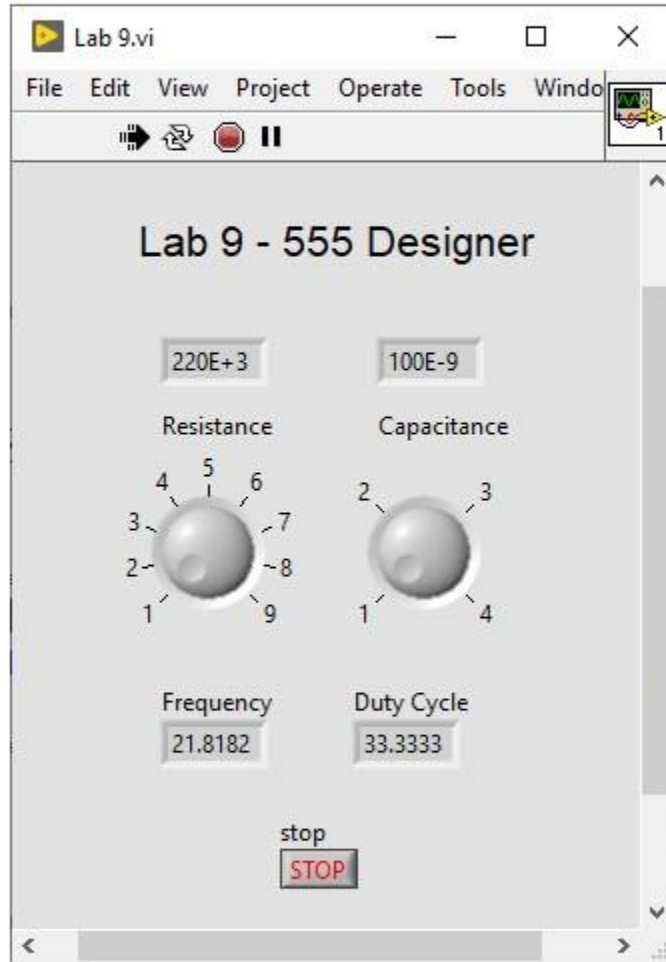 Lab 9.vi
File Edit View Project Operate Tools Windo
1
Lab 9 - 555 Designer
220E+3 100E-9
Resistance Capacitance
1 2 3 4 5 6 7 8 9
1 2 3 4
Frequency Duty Cycle
21.8182 33.3333
stop
STOP